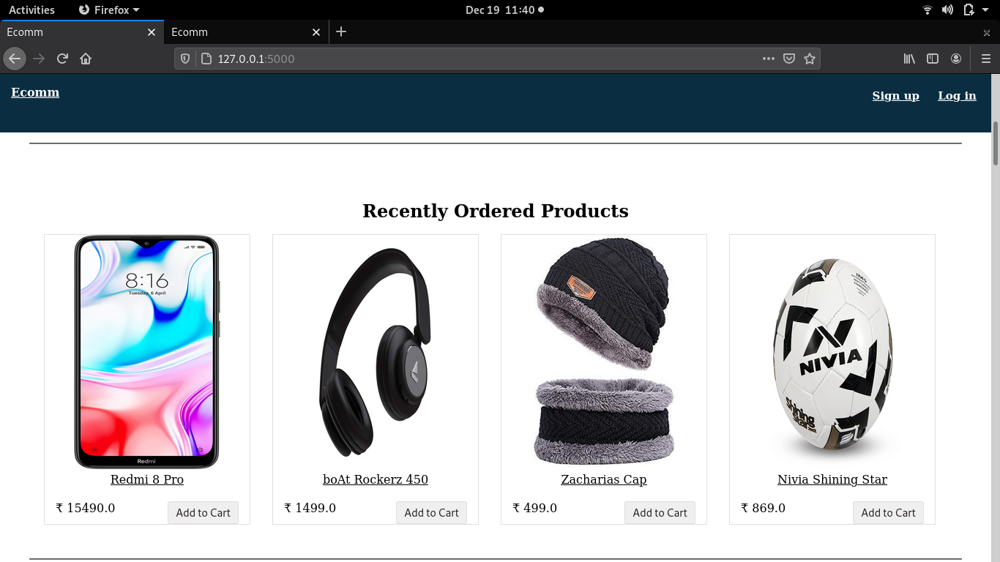 Activities Firefox Dec 19 11:40
Ecomm Ecomm
127.0.0.1:5000
Ecomm Sign up Log in
Recently Ordered Products
8:16
Tuesday, 6 April
Redmi
IMS
NIVIA
Shining
Star
Redmi 8 Pro boAt Rockerz 450 Zacharias Cap Nivia Shining Star
₹ 15490.0 Add to Cart ₹ 1499.0 Add to Cart ₹ 499.0 Add to Cart ₹ 869.0 Add to Cart